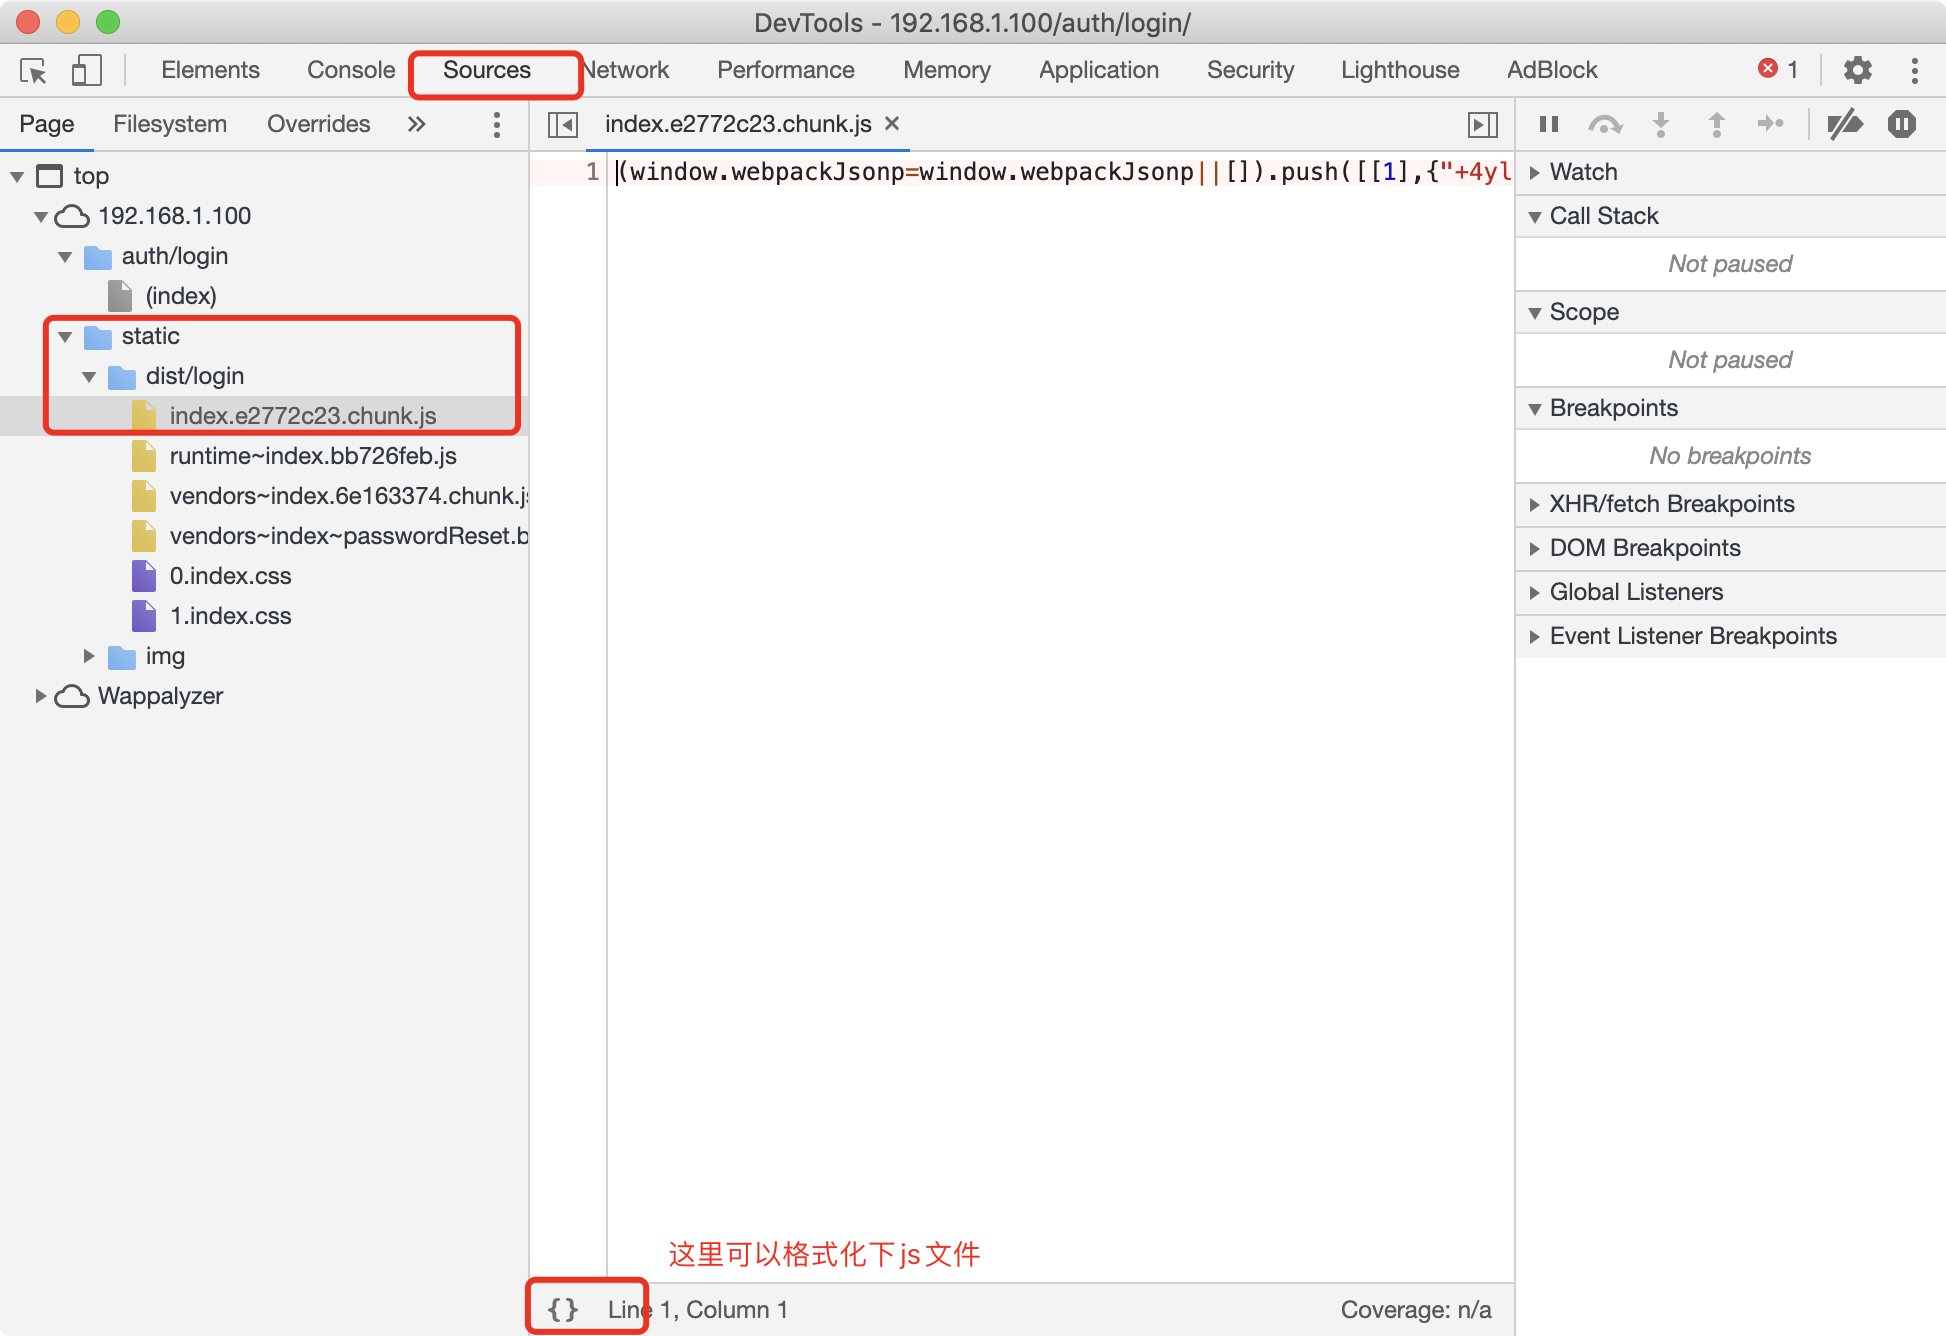 DevTools - 192.168.1.100/auth/login/
Elements Console Sources Network Performance Memory Application Security Lighthouse AdBlock 1
Page Filesystem Overrides »
index.e2772c23.chunk.js ×
top
192.168.1.100
auth/login
(index)
static
dist/login
index.e2772c23.chunk.js
runtime~index.bb726feb.js
vendors~index.6e163374.chunk.js
vendors~index~passwordReset.b
0.index.css
1.index.css
img
Wappalyzer
1 (window.webpackJsonp=window.webpackJsonp||[]).push([[1],{"+4yl
这里可以格式化下js文件
{} Line 1, Column 1
Coverage: n/a
Watch
Call Stack
Not paused
Scope
Not paused
Breakpoints
No breakpoints
XHR/fetch Breakpoints
DOM Breakpoints
Global Listeners
Event Listener Breakpoints